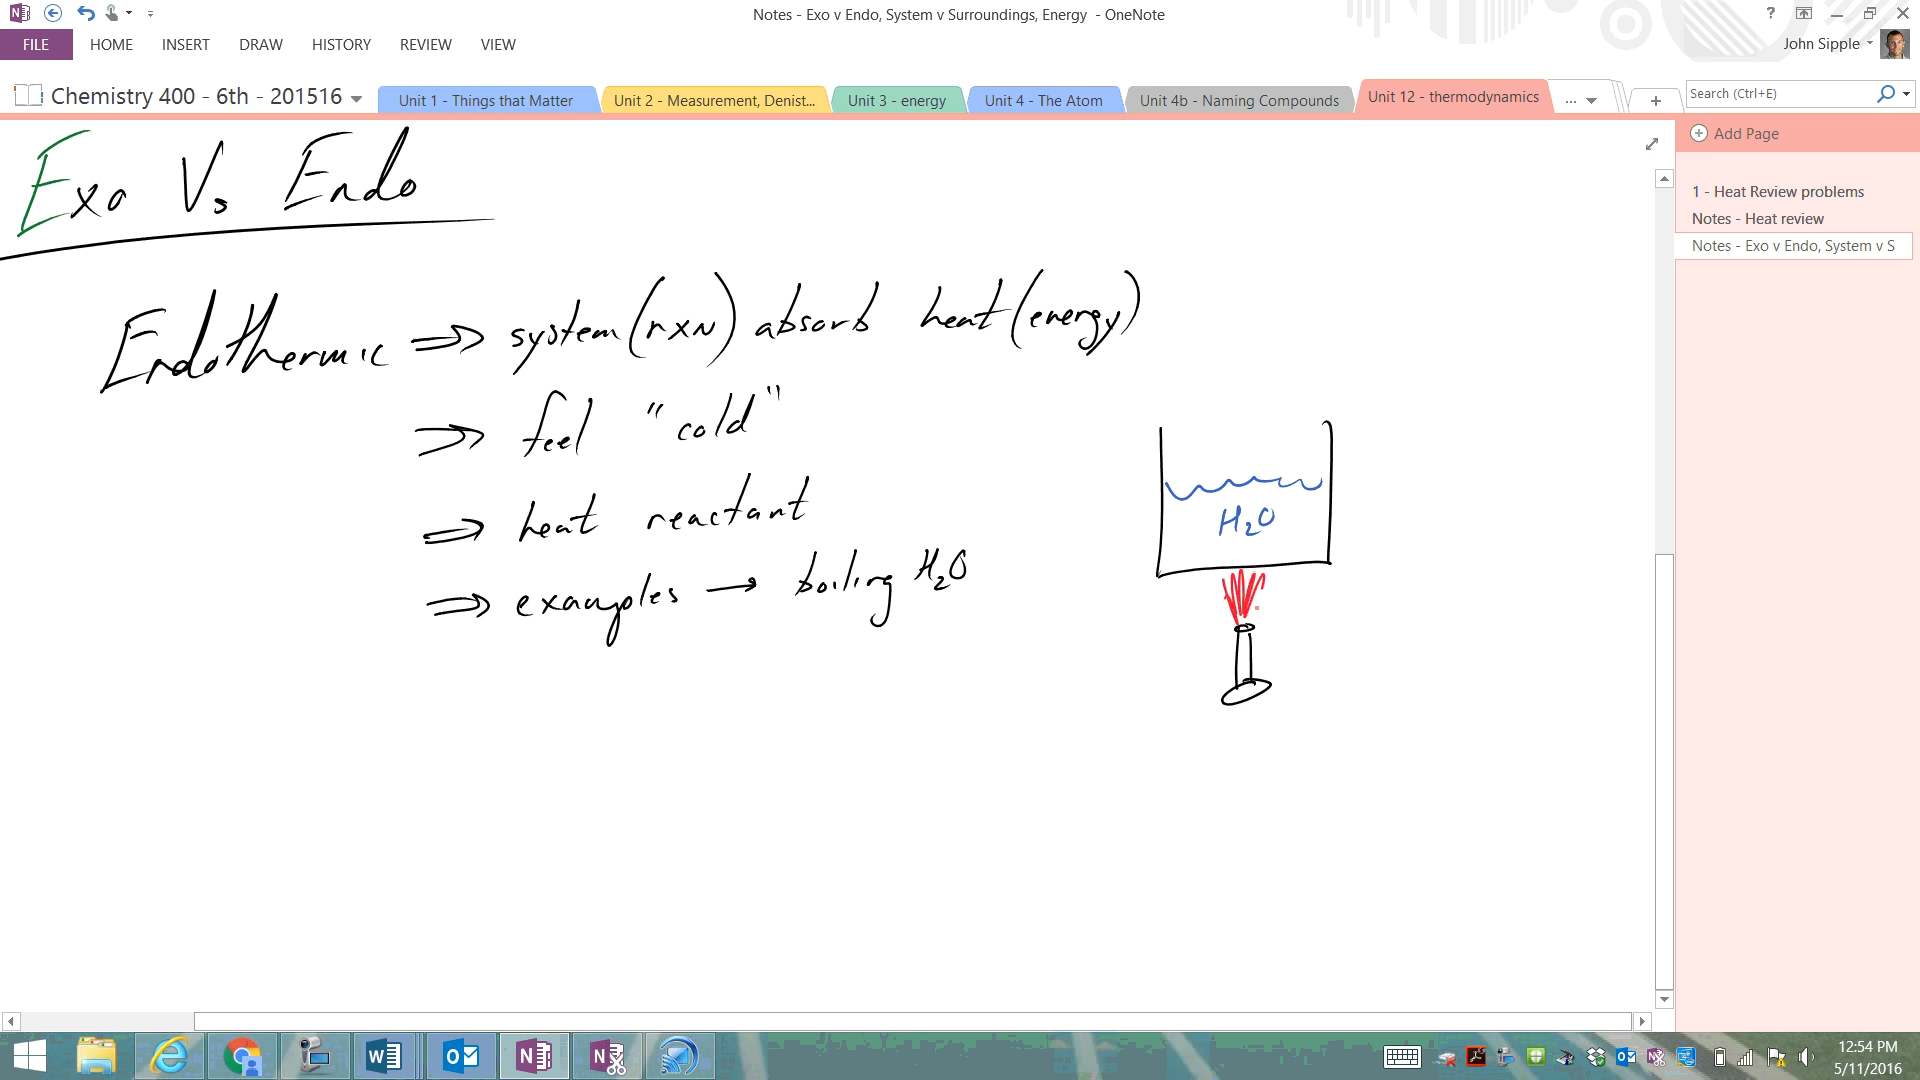 Notes - Exo v Endo, System v Surroundings, Energy - OneNote
?
FILE HOME INSERT DRAW HISTORY REVIEW VIEW
John Sipple
Chemistry 400 - 6th - 201516
Unit 1 - Things that Matter
Unit 2 - Measurement, Denist...
Unit 3 - energy
Unit 4 - The Atom
Unit 4b - Naming Compounds
Unit 12 - thermodynamics
...
Search (Ctrl+E)
Add Page
1 - Heat Review problems
Notes - Heat review
Notes - Exo v Endo, System v S
Exo Vs Endo
Endothermic ⇒ system (rxn) absorb heat (energy)
⇒ feel "cold"
⇒ heat reactant
⇒ examples → boiling H₂O
H₂O
12:54 PM
5/11/2016